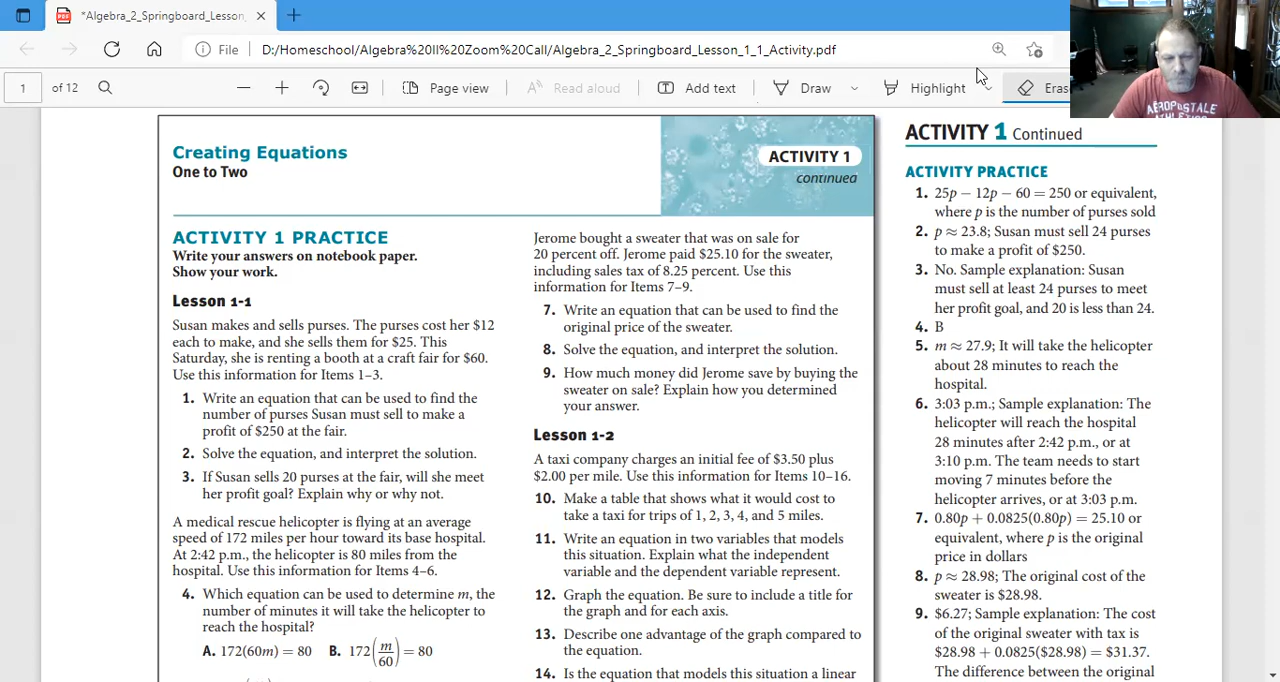 *Algebra_2_Springboard_Lesson_
File
D:/Homeschool/Algebra%20II%20Zoom%20Call/Algebra_2_Springboard_Lesson_1_1_Activity.pdf
1 of 12
Page view
Read aloud
Add text
Draw
Highlight
Eras
AÉROPOSTALE
ATHLETICS
Creating Equations
One to Two
ACTIVITY 1
continued
ACTIVITY 1 PRACTICE
Write your answers on notebook paper.
Show your work.
Lesson 1-1
Susan makes and sells purses. The purses cost her $12
each to make, and she sells them for $25. This
Saturday, she is renting a booth at a craft fair for $60.
Use this information for Items 1–3.
1. Write an equation that can be used to find the
number of purses Susan must sell to make a
profit of $250 at the fair.
2. Solve the equation, and interpret the solution.
3. If Susan sells 20 purses at the fair, will she meet
her profit goal? Explain why or why not.
A medical rescue helicopter is flying at an average
speed of 172 miles per hour toward its base hospital.
At 2:42 p.m., the helicopter is 80 miles from the
hospital. Use this information for Items 4–6.
4. Which equation can be used to determine m, the
number of minutes it will take the helicopter to
reach the hospital?
A. 172(60m) = 80 B. 172(m/60) = 80
Jerome bought a sweater that was on sale for
20 percent off. Jerome paid $25.10 for the sweater,
including sales tax of 8.25 percent. Use this
information for Items 7–9.
7. Write an equation that can be used to find the
original price of the sweater.
8. Solve the equation, and interpret the solution.
9. How much money did Jerome save by buying the
sweater on sale? Explain how you determined
your answer.
Lesson 1-2
A taxi company charges an initial fee of $3.50 plus
$2.00 per mile. Use this information for Items 10–16.
10. Make a table that shows what it would cost to
take a taxi for trips of 1, 2, 3, 4, and 5 miles.
11. Write an equation in two variables that models
this situation. Explain what the independent
variable and the dependent variable represent.
12. Graph the equation. Be sure to include a title for
the graph and for each axis.
13. Describe one advantage of the graph compared to
the equation.
14. Is the equation that models this situation a linear
ACTIVITY 1 Continued
ACTIVITY PRACTICE
1. 25p − 12p − 60 = 250 or equivalent,
where p is the number of purses sold
2. p ≈ 23.8; Susan must sell 24 purses
to make a profit of $250.
3. No. Sample explanation: Susan
must sell at least 24 purses to meet
her profit goal, and 20 is less than 24.
4. B
5. m ≈ 27.9; It will take the helicopter
about 28 minutes to reach the
hospital.
6. 3:03 p.m.; Sample explanation: The
helicopter will reach the hospital
28 minutes after 2:42 p.m., or at
3:10 p.m. The team needs to start
moving 7 minutes before the
helicopter arrives, or at 3:03 p.m.
7. 0.80p + 0.0825(0.80p) = 25.10 or
equivalent, where p is the original
price in dollars
8. p ≈ 28.98; The original cost of the
sweater is $28.98.
9. $6.27; Sample explanation: The cost
of the original sweater with tax is
$28.98 + 0.0825($28.98) = $31.37.
The difference between the original